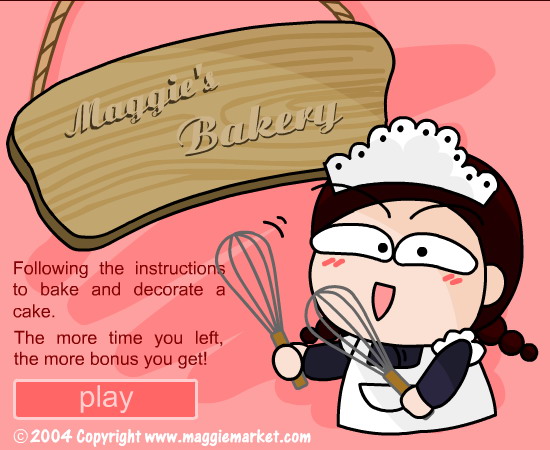 Maggie's
Bakery
Following the instructions
to bake and decorate a
cake.
The more time you left,
the more bonus you get!
play
© 2004 Copyright www.maggiemarket.com